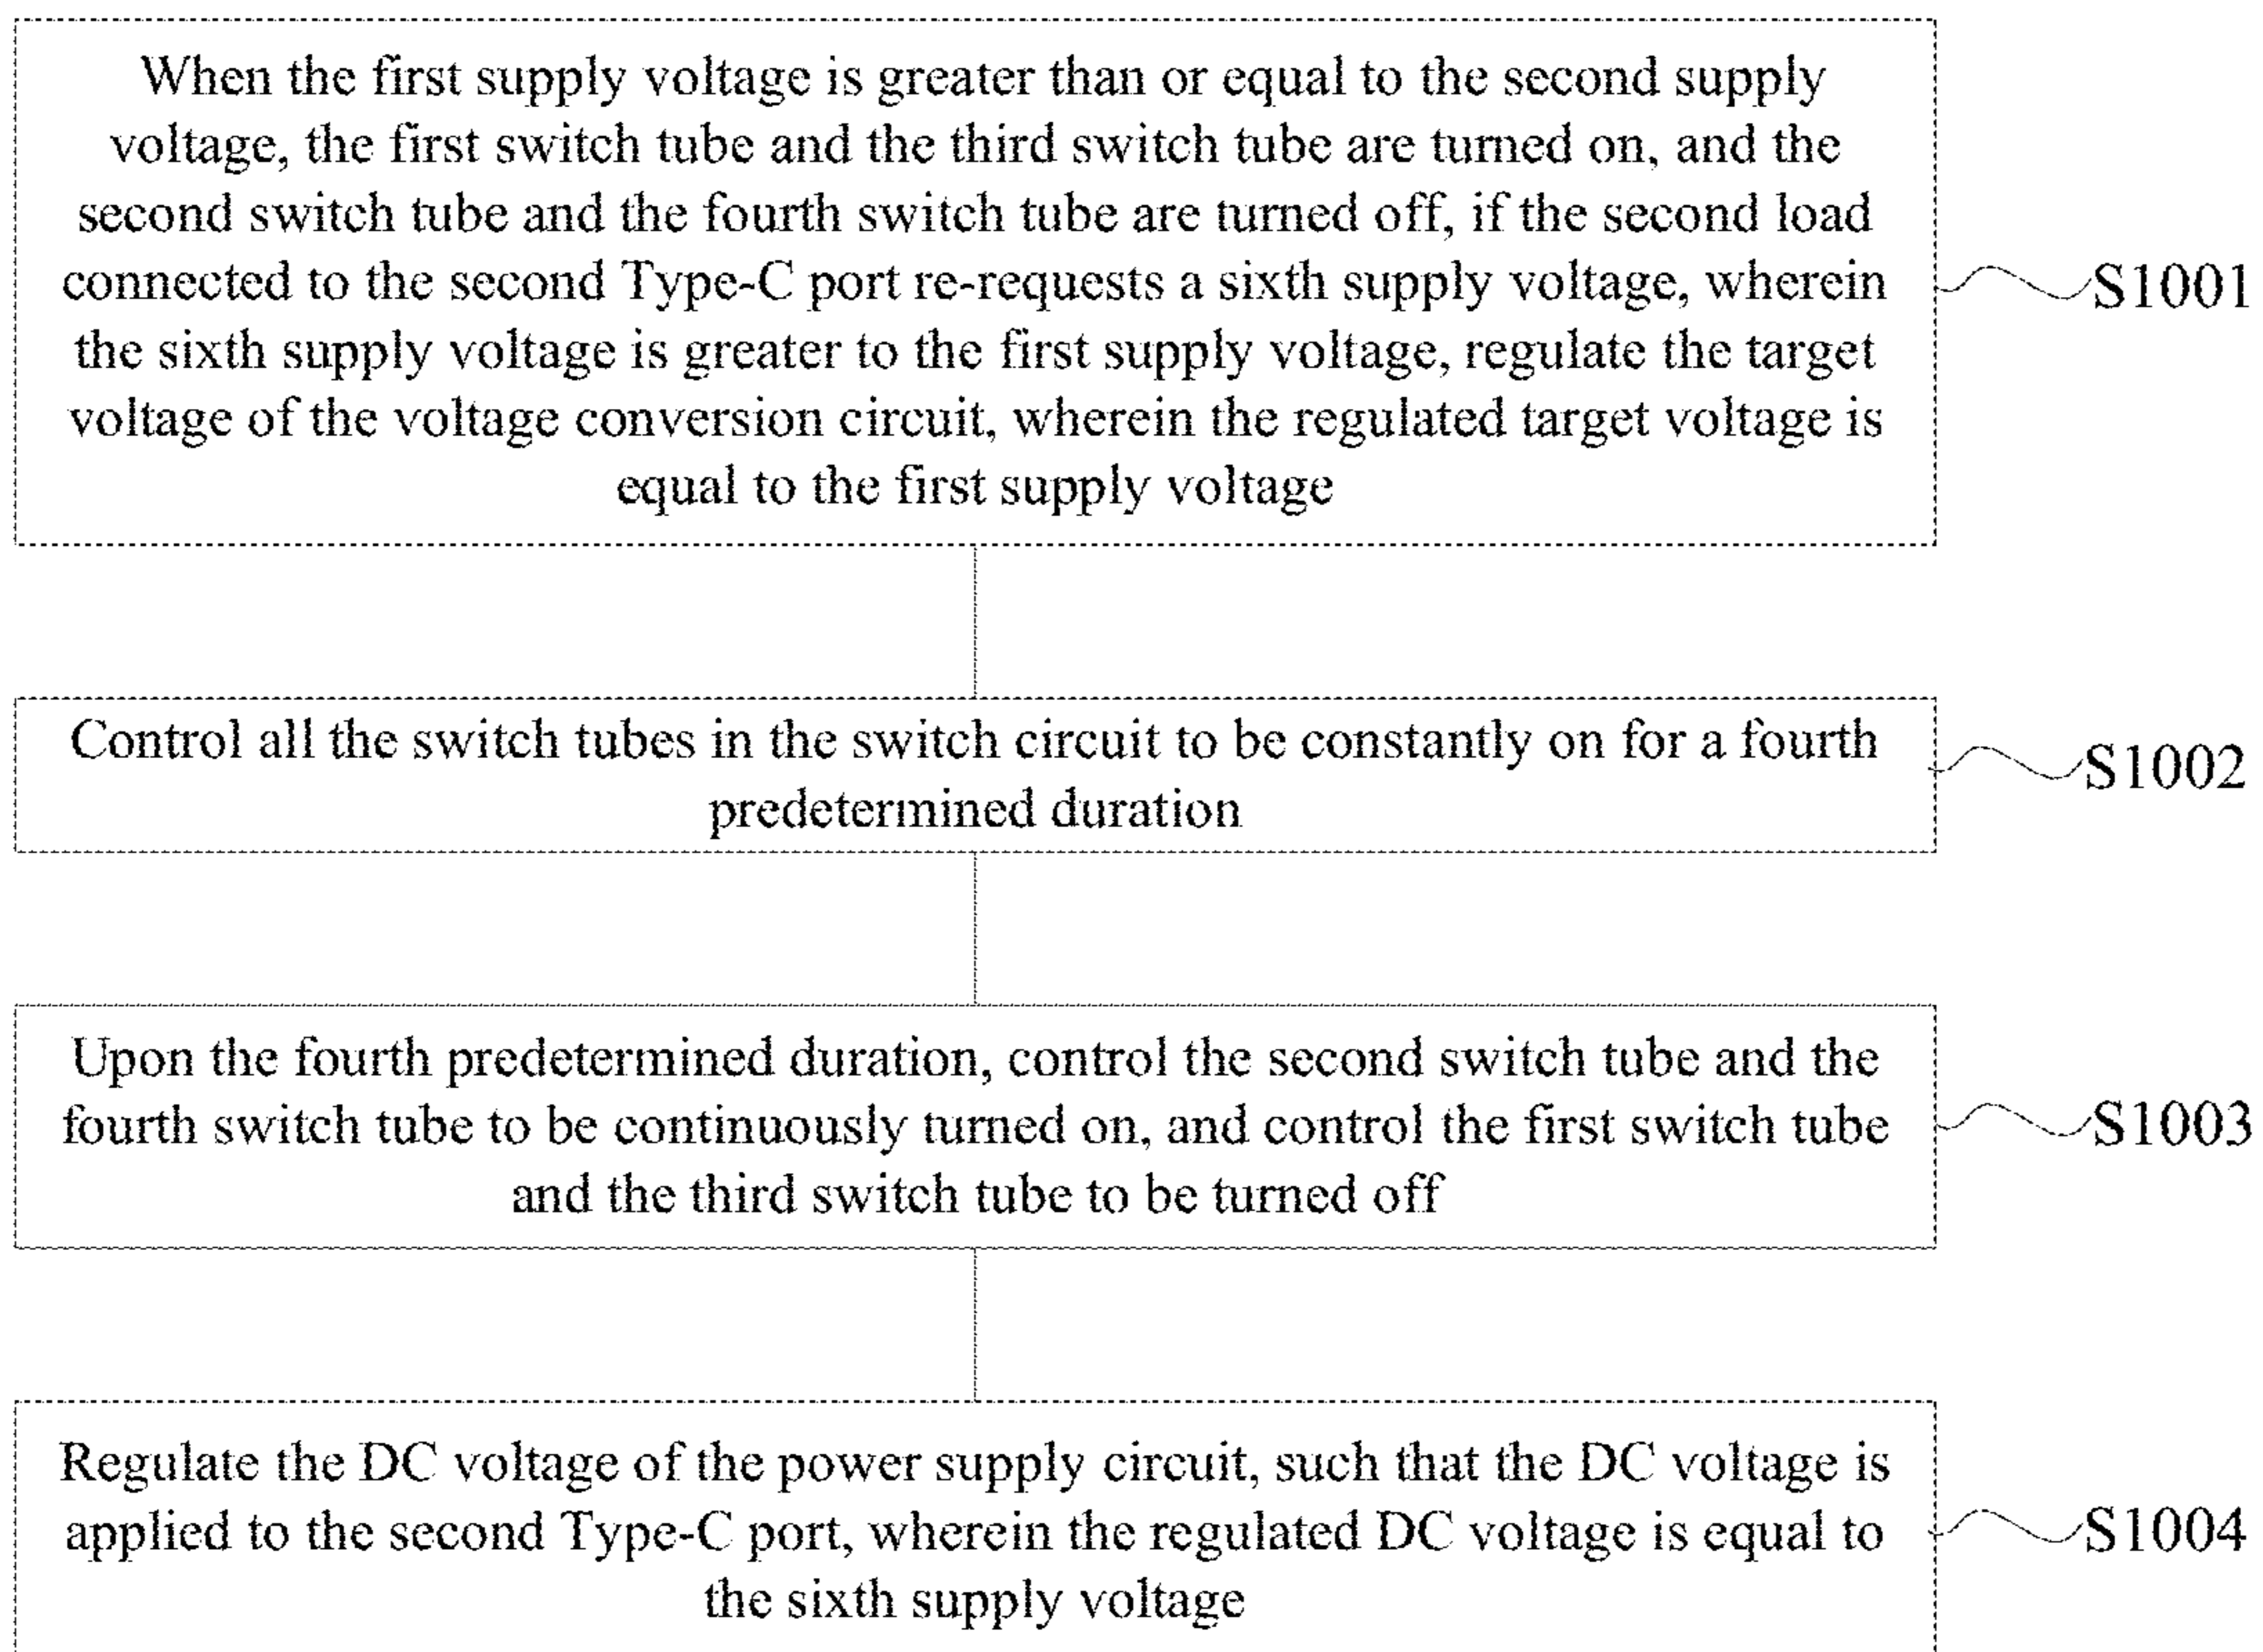 When the first supply voltage is greater than or equal to the second supply
voltage, the first switch tube and the third switch tube are turned on, and the
second switch tube and the fourth switch tube are turned off, if the second load
connected to the second Type-C port re-requests a sixth supply voltage, wherein
the sixth supply voltage is greater to the first supply voltage, regulate the target
voltage of the voltage conversion circuit, wherein the regulated target voltage is
equal to the first supply voltage
S1001
Control all the switch tubes in the switch circuit to be constantly on for a fourth
predetermined duration
S1002
Upon the fourth predetermined duration, control the second switch tube and the
fourth switch tube to be continuously turned on, and control the first switch tube
and the third switch tube to be turned off
S1003
Regulate the DC voltage of the power supply circuit, such that the DC voltage is
applied to the second Type-C port, wherein the regulated DC voltage is equal to
the sixth supply voltage
S1004